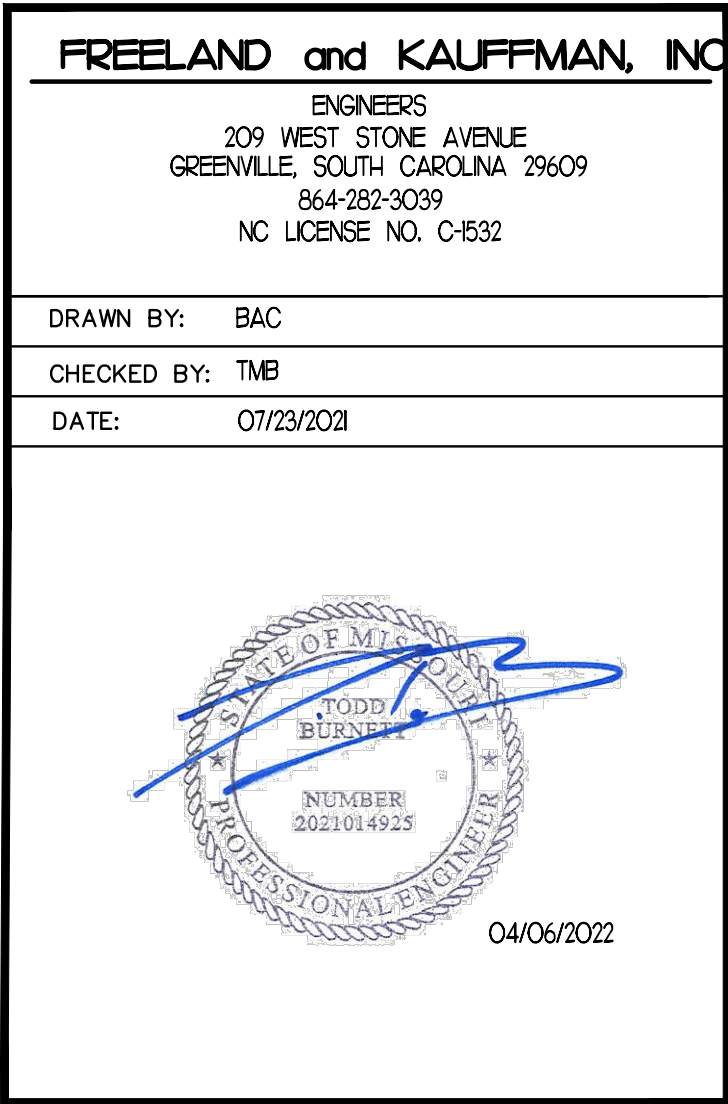 FREELAND and KAUFFMAN, INC
ENGINEERS
209 WEST STONE AVENUE
GREENVILLE, SOUTH CAROLINA 29609
864-282-3039
NC LICENSE NO. C-1532
DRAWN BY: BAC
CHECKED BY: TMB
DATE: 07/23/2021
STATE OF MISSOURI
TODD
BURNETT
NUMBER
2021014925
PROFESSIONAL ENGINEER
04/06/2022